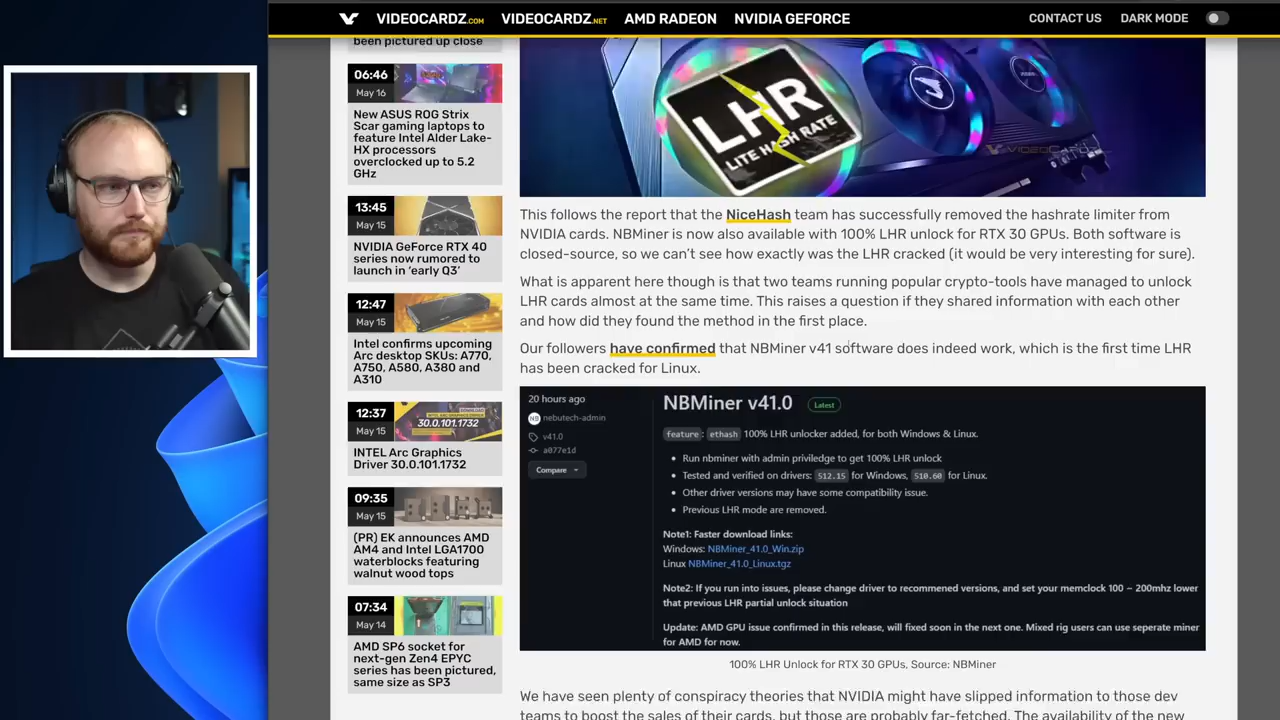 VIDEOCARDZ.COM VIDEOCARDZ.NET AMD RADEON NVIDIA GEFORCE CONTACT US DARK MODE
been pictured up close
06:46
May 16
New ASUS ROG Strix
Scar gaming laptops to
feature Intel Alder Lake-
HX processors
overclocked up to 5.2
GHz
13:45
May 15
NVIDIA GeForce RTX 40
series now rumored to
launch in 'early Q3'
12:47
May 15
Intel confirms upcoming
Arc desktop SKUs: A770,
A750, A580, A380 and
A310
12:37
May 15
30.0.101.1732
INTEL Arc Graphics
Driver 30.0.101.1732
09:35
May 15
(PR) EK announces AMD
AM4 and Intel LGA1700
waterblocks featuring
walnut wood tops
07:34
May 14
AMD SP6 socket for
next-gen Zen4 EPYC
series has been pictured,
same size as SP3
LHR
LITE HASH RATE
VIDEOCARDZ
This follows the report that the NiceHash team has successfully removed the hashrate limiter from
NVIDIA cards. NBMiner is now also available with 100% LHR unlock for RTX 30 GPUs. Both software is
closed-source, so we can't see how exactly was the LHR cracked (it would be very interesting for sure).
What is apparent here though is that two teams running popular crypto-tools have managed to unlock
LHR cards almost at the same time. This raises a question if they shared information with each other
and how did they found the method in the first place.
Our followers have confirmed that NBMiner v41 software does indeed work, which is the first time LHR
has been cracked for Linux.
20 hours ago
nebutech-admin
v41.0
a077e1d
Compare
NBMiner v41.0 Latest
feature: ethash 100% LHR unlocker added, for both Windows & Linux.
• Run nbminer with admin priviledge to get 100% LHR unlock
• Tested and verified on drivers: 512.15 for Windows, 510.60 for Linux.
• Other driver versions may have some compatibility issue.
• Previous LHR mode are removed.
Note1: Faster download links:
Windows: NBMiner_41.0_Win.zip
Linux NBMiner_41.0_Linux.tgz
Note2: If you run into issues, please change driver to recommened versions, and set your memclock 100 ~ 200mhz lower
that previous LHR partial unlock situation
Update: AMD GPU issue confirmed in this release, will fixed soon in the next one. Mixed rig users can use seperate miner
for AMD for now.
100% LHR Unlock for RTX 30 GPUs, Source: NBMiner
We have seen plenty of conspiracy theories that NVIDIA might have slipped information to those dev
teams to boost the sales of their cards, but those are probably far-fetched. The availability of the new